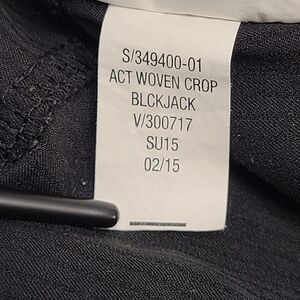 S/349400-01
ACT WOVEN CROP
BLCKJACK
V/300717
SU15
02/15